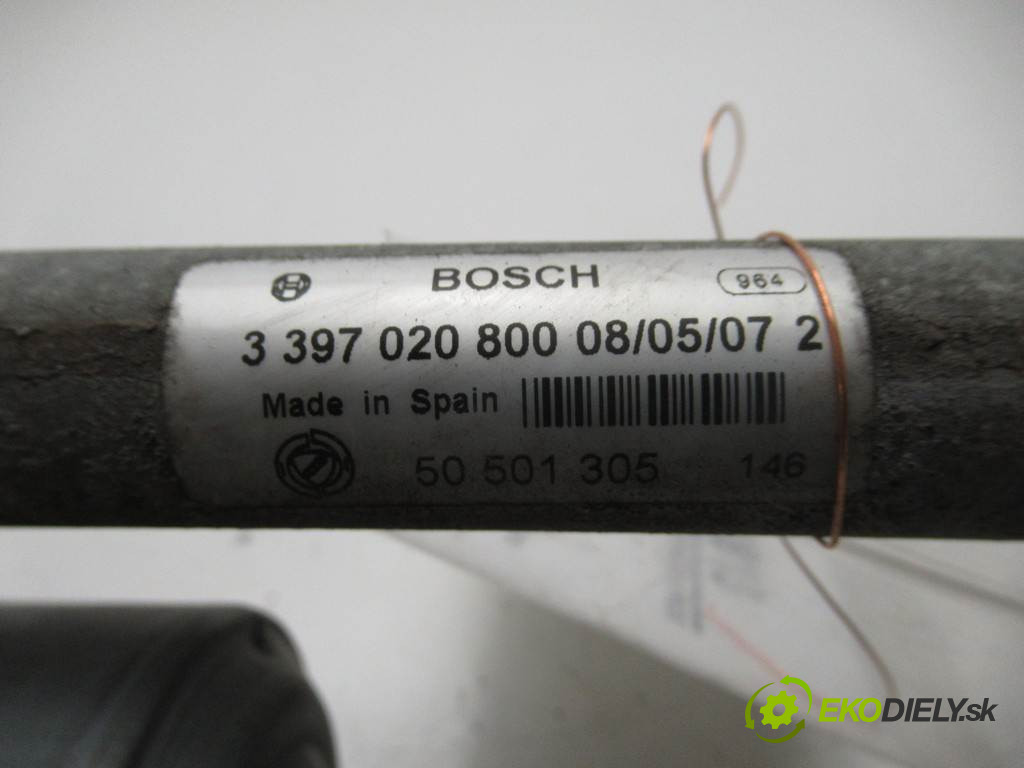 BOSCH 964
3 397 020 800 08/05/07 2
Made in Spain
50 501 305 146
EKODIELY.sk